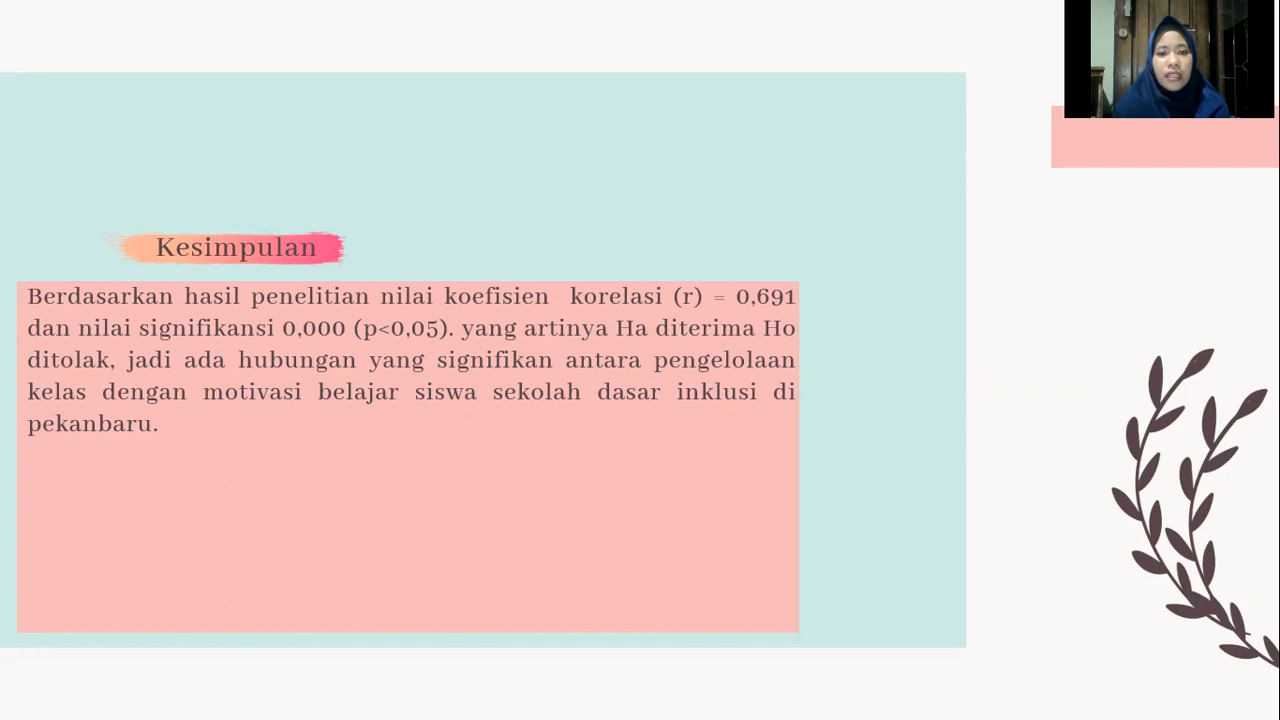 Kesimpulan
Berdasarkan hasil penelitian nilai koefisien korelasi (r) = 0,691
dan nilai signifikansi 0,000 (p<0,05). yang artinya Ha diterima Ho
ditolak, jadi ada hubungan yang signifikan antara pengelolaan
kelas dengan motivasi belajar siswa sekolah dasar inklusi di
pekanbaru.